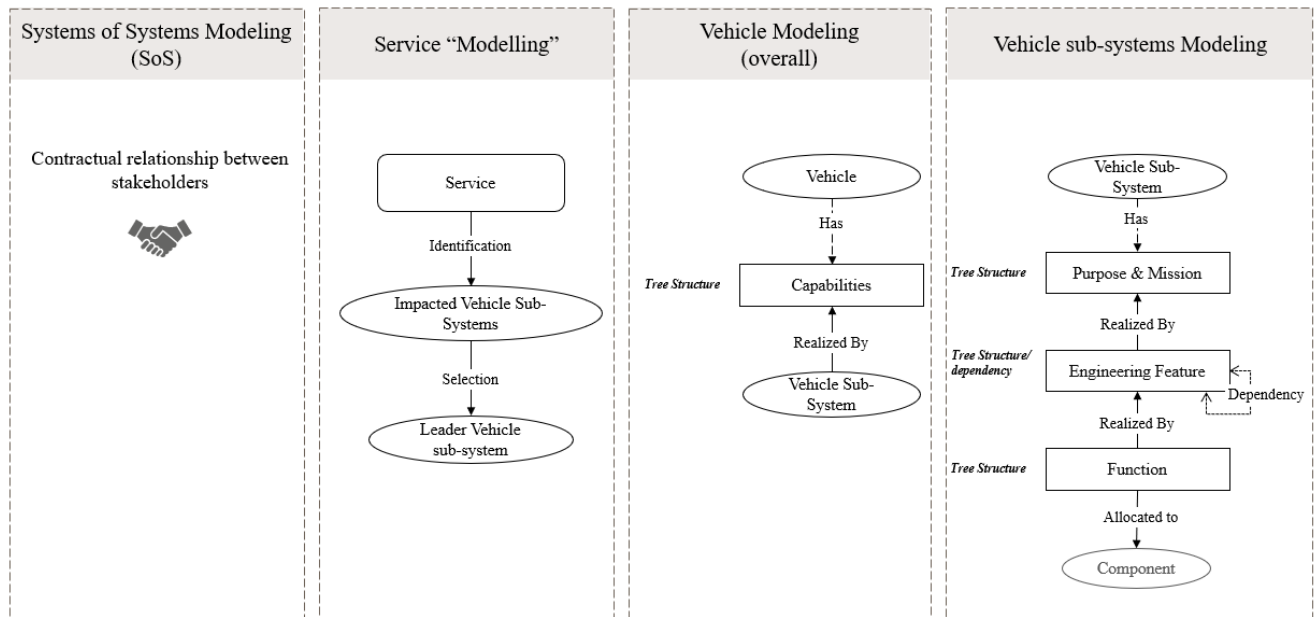 Systems of Systems Modeling
(SoS)
Contractual relationship between
stakeholders
Service “Modelling”
Service
Identification
Impacted Vehicle Sub-
Systems
Selection
Leader Vehicle
sub-system
Vehicle Modeling
(overall)
Vehicle
Has
Tree Structure
Capabilities
Realized By
Vehicle Sub-
System
Vehicle sub-systems Modeling
Vehicle Sub-
System
Has
Tree Structure
Purpose & Mission
Realized By
Tree Structure/
dependency
Engineering Feature
Dependency
Realized By
Tree Structure
Function
Allocated to
Component